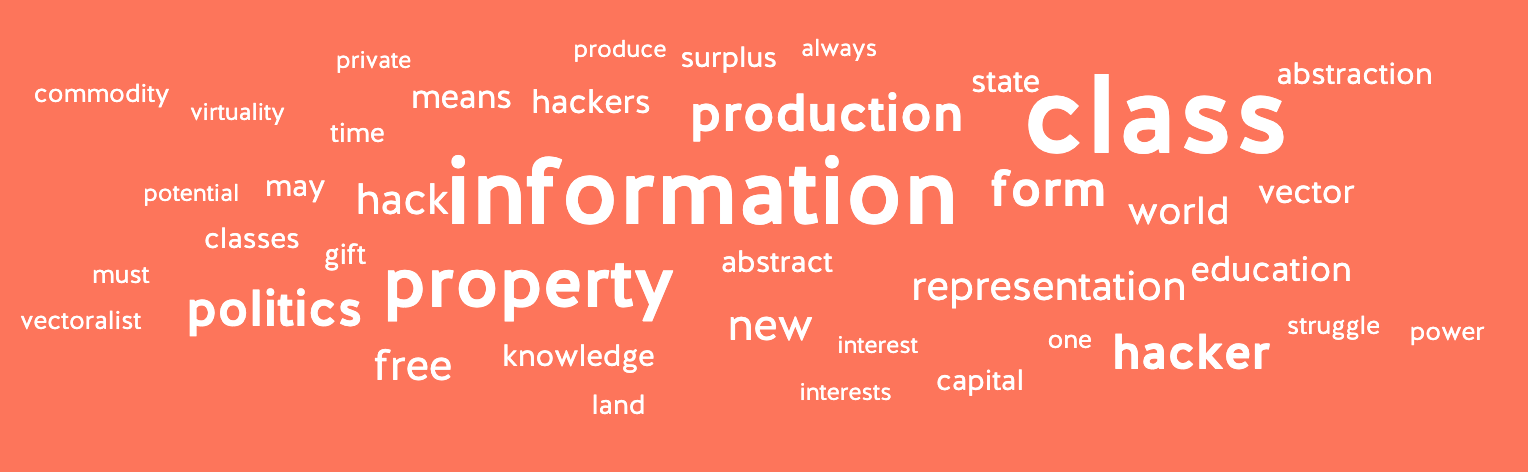 private
produce
surplus
always
commodity
virtuality
means
hackers
state
abstraction
time
production
class
potential
may
hack
information
form
world
vector
classes
gift
abstract
must
property
representation
education
vectoralist
politics
new
interest
one
hacker
struggle
power
free
knowledge
interests
capital
land